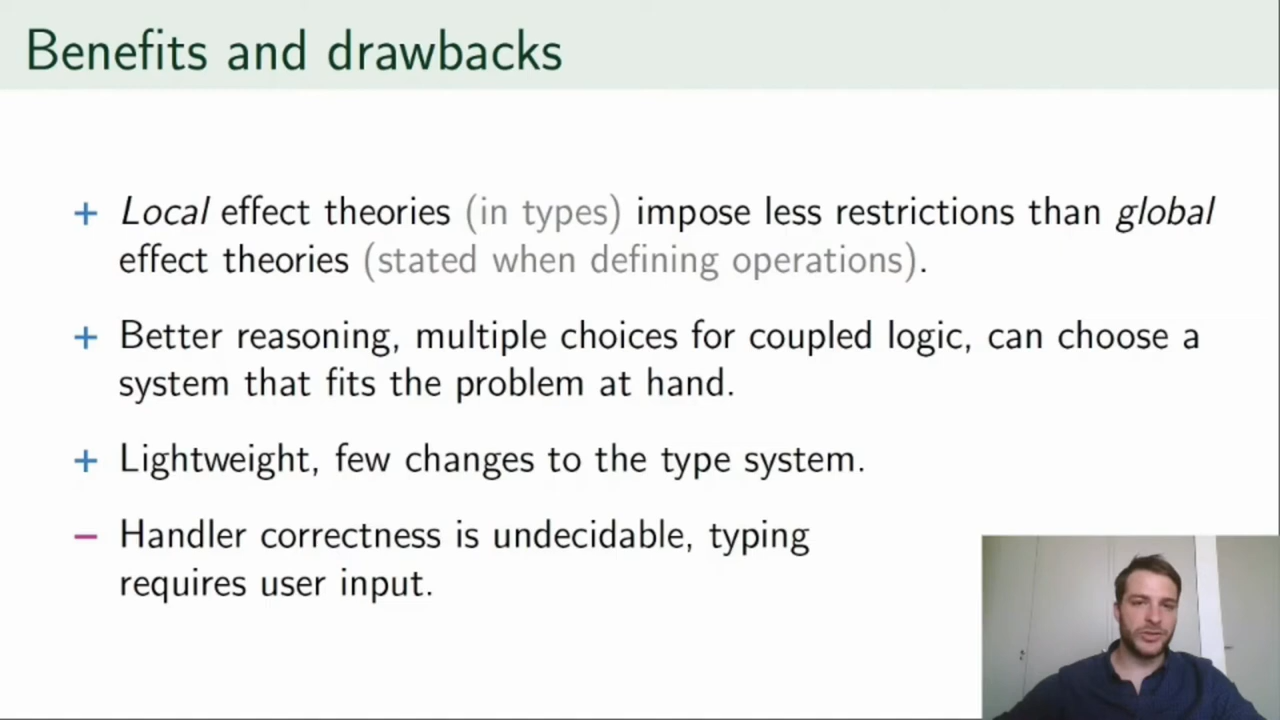 Benefits and drawbacks
+ Local effect theories (in types) impose less restrictions than global
effect theories (stated when defining operations).
+ Better reasoning, multiple choices for coupled logic, can choose a
system that fits the problem at hand.
+ Lightweight, few changes to the type system.
− Handler correctness is undecidable, typing
requires user input.